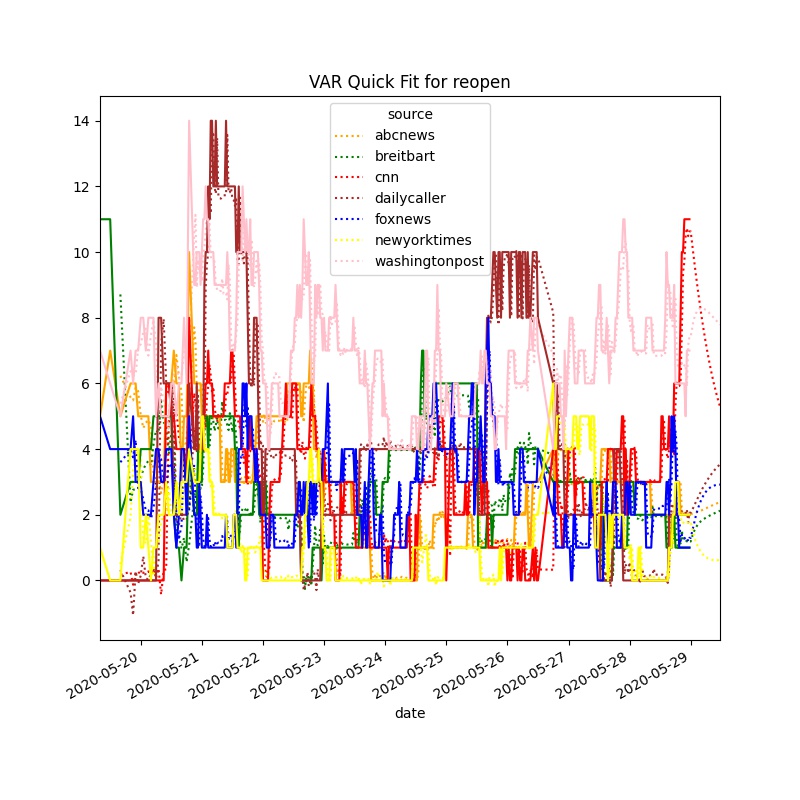 VAR Quick Fit for reopen
source
abcnews
breitbart
cnn
dailycaller
foxnews
newyorktimes
washingtonpost
14
12
10
8
6
4
2
0
2020-05-20
2020-05-21
2020-05-22
2020-05-23
2020-05-24
2020-05-25
2020-05-26
2020-05-27
2020-05-28
2020-05-29
date